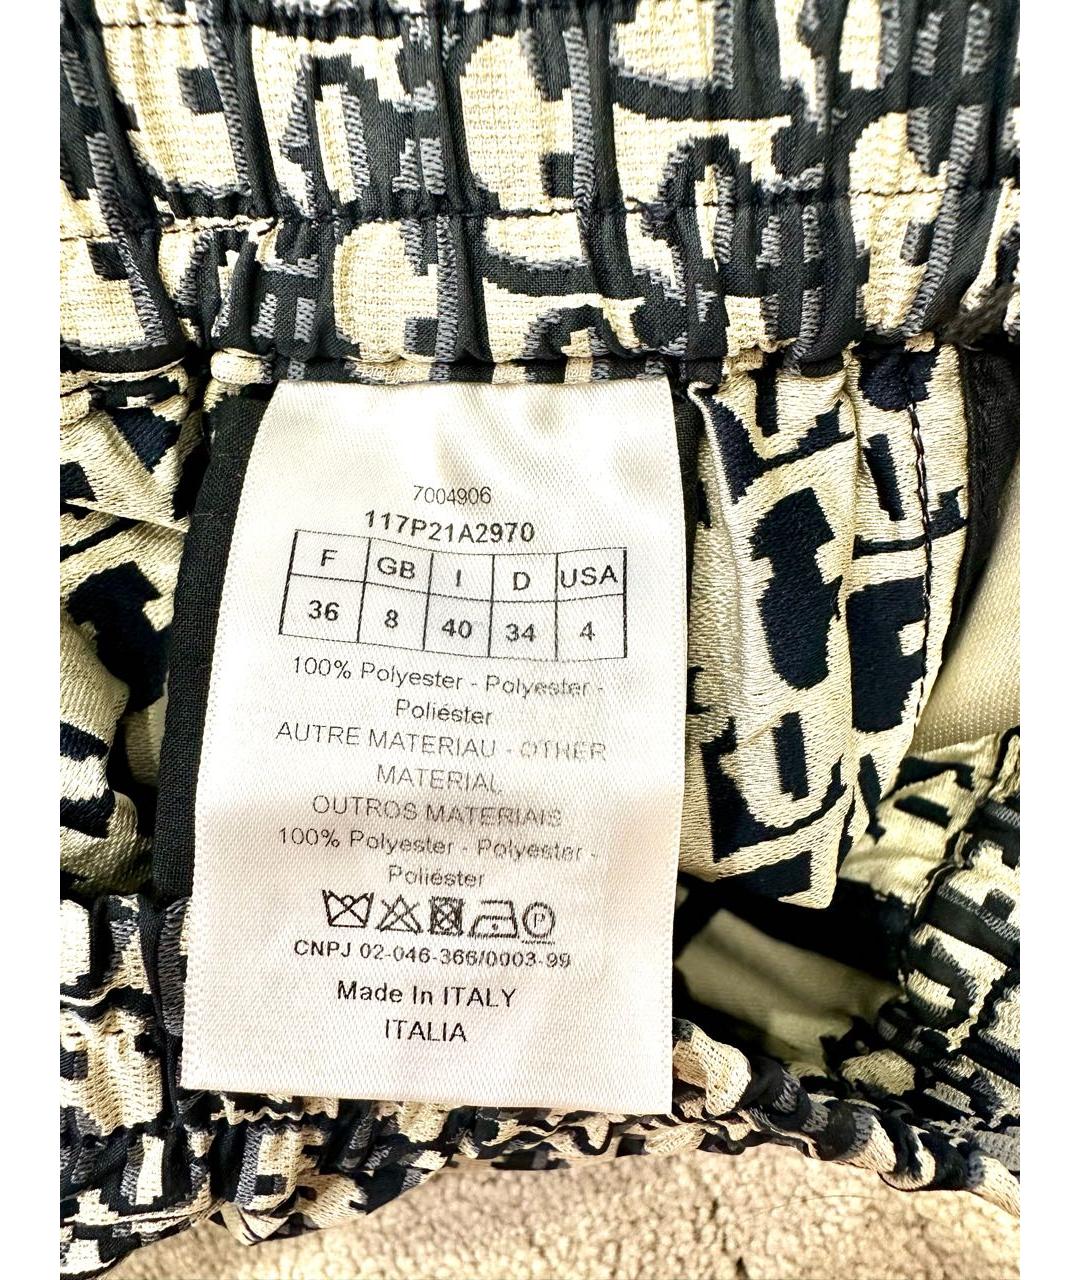 7004906
117P21A2970
F GB I D USA
36 8 40 34 4
100% Polyester - Polyester -
Poliéster
AUTRE MATERIAU - OTHER
MATERIAL
OUTROS MATERIAIS
100% Polyester - Polyester -
Poliéster
P
CNPJ 02-046-366/0003-99
Made In ITALY
ITALIA